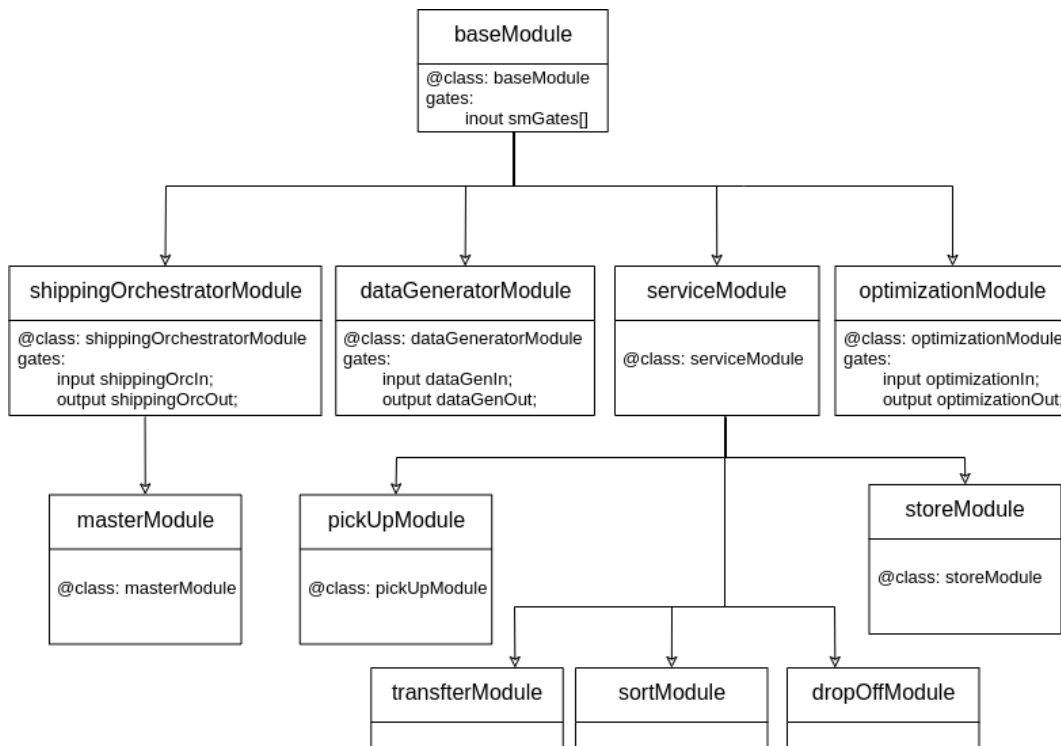 baseModule
@class: baseModule
gates:
inout smGates[]
shippingOrchestratorModule
@class: shippingOrchestratorModule
gates:
input shippingOrcIn;
output shippingOrcOut;
dataGeneratorModule
@class: dataGeneratorModule
gates:
input dataGenIn;
output dataGenOut;
serviceModule
@class: serviceModule
optimizationModule
@class: optimizationModule
gates:
input optimizationIn;
output optimizationOut;
masterModule
@class: masterModule
pickUpModule
@class: pickUpModule
storeModule
@class: storeModule
transfterModule
sortModule
dropOffModule